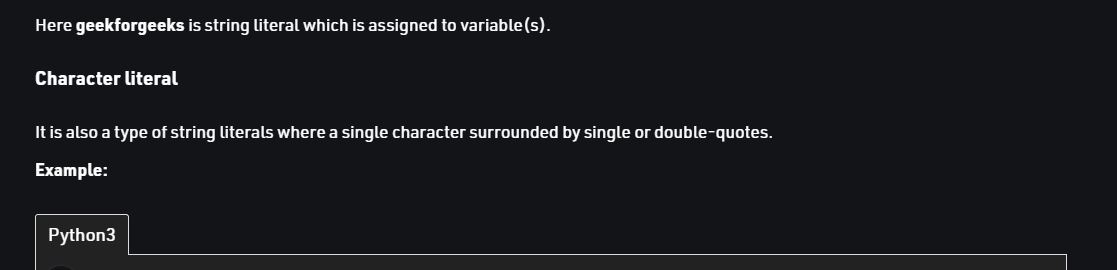 Here geekforgeeks is string literal which is assigned to variable(s).
Character literal
It is also a type of string literals where a single character surrounded by single or double-quotes.
Example:
Python3